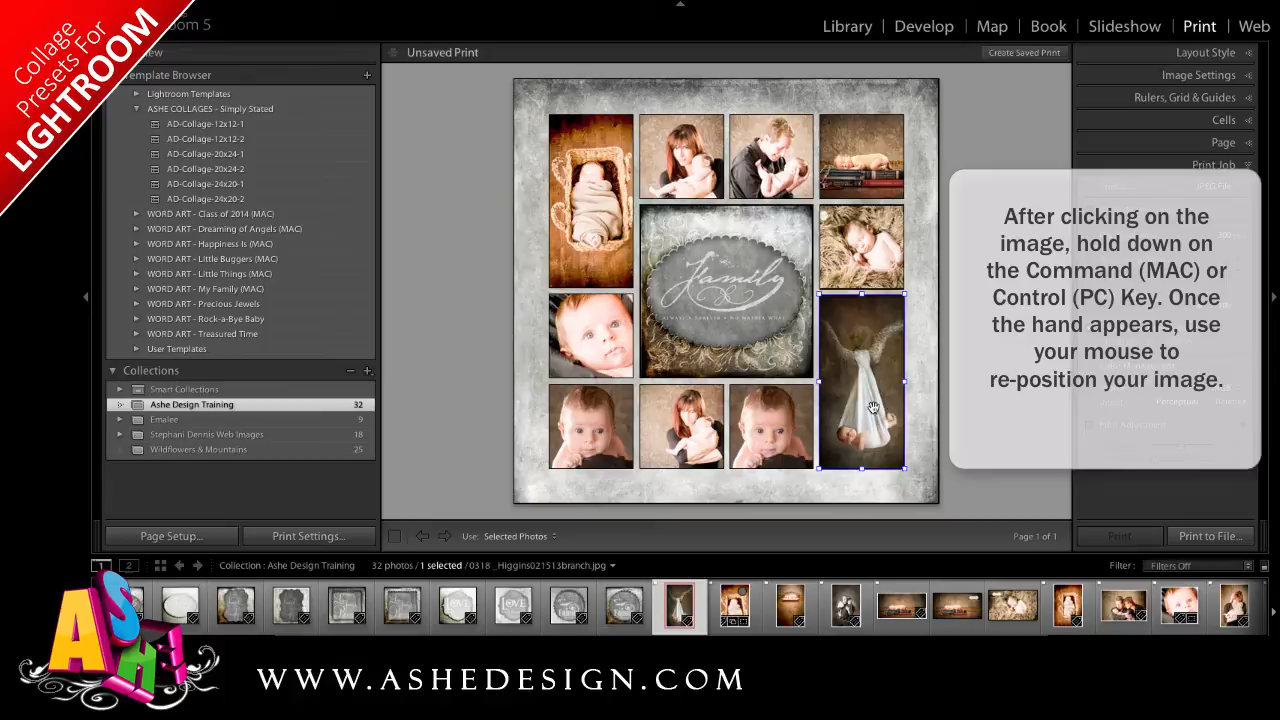 Collage
Presets For
LIGHTROOM
room 5
Library | Develop | Map | Book | Slideshow | Print | Web
Template Browser
Lightroom Templates
ASHE COLLAGES - Simply Stated
AD-Collage-12x12-1
AD-Collage-12x12-2
AD-Collage-20x24-1
AD-Collage-20x24-2
AD-Collage-24x20-1
AD-Collage-24x20-2
WORD ART - Class of 2014 (MAC)
WORD ART - Dreaming of Angels (MAC)
WORD ART - Happiness Is (MAC)
WORD ART - Little Buggers (MAC)
WORD ART - Little Things (MAC)
WORD ART - My Family (MAC)
WORD ART - Precious Jewels
WORD ART - Rock-a-Bye Baby
WORD ART - Treasured Time
User Templates
Collections
Smart Collections
Ashe Design Training 32
Emalee 9
Stephani Dennis Web Images 18
Wildflowers & Mountains 25
Page Setup...
Print Settings...
Unsaved Print
Create Saved Print
Family
Use: Selected Photos
Page 1 of 1
Layout Style
Image Settings
Rulers, Grid & Guides
Cells
Page
Print Job
After clicking on the
image, hold down on
the Command (MAC) or
Control (PC) Key. Once
the hand appears, use
your mouse to
re-position your image.
Print
Print to File...
1 2
Collection : Ashe Design Training
32 photos / 1 selected / 0318 _Higgins021513branch.jpg
Filter : Filters Off
ASHE
WWW.ASHEDESIGN.COM